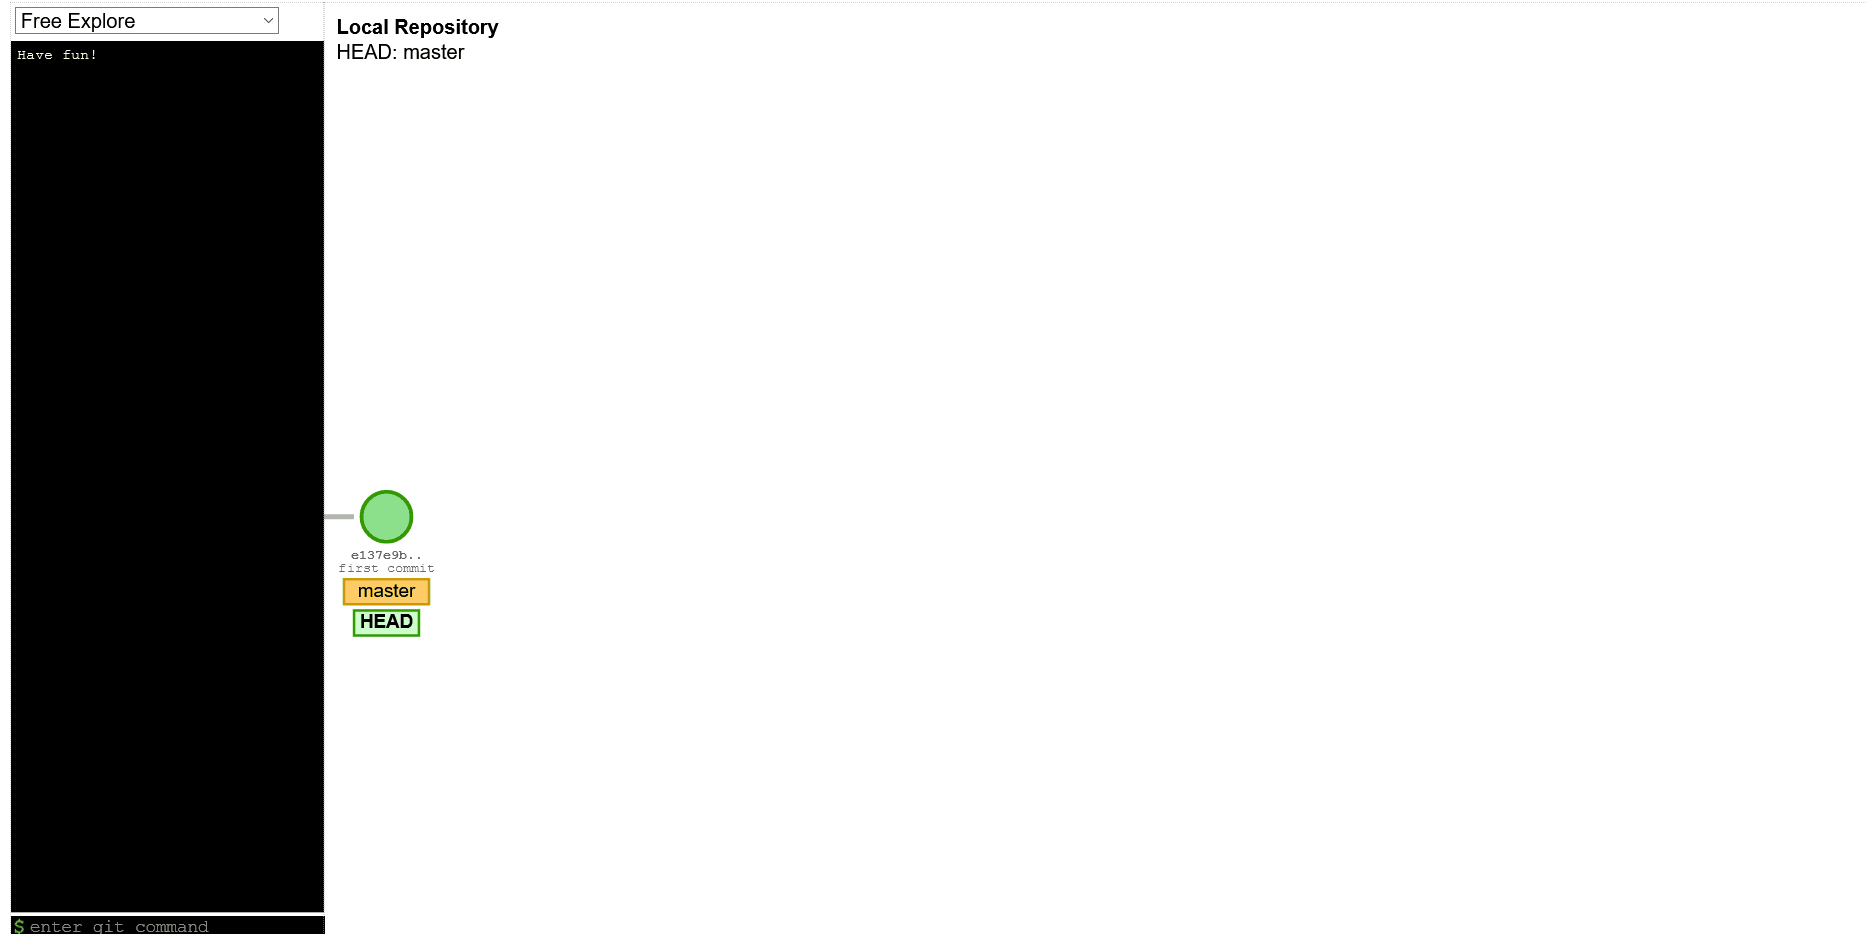 Free Explore
Have fun!
Local Repository
HEAD: master
e137e9b..
first commit
master
HEAD
$ enter git command